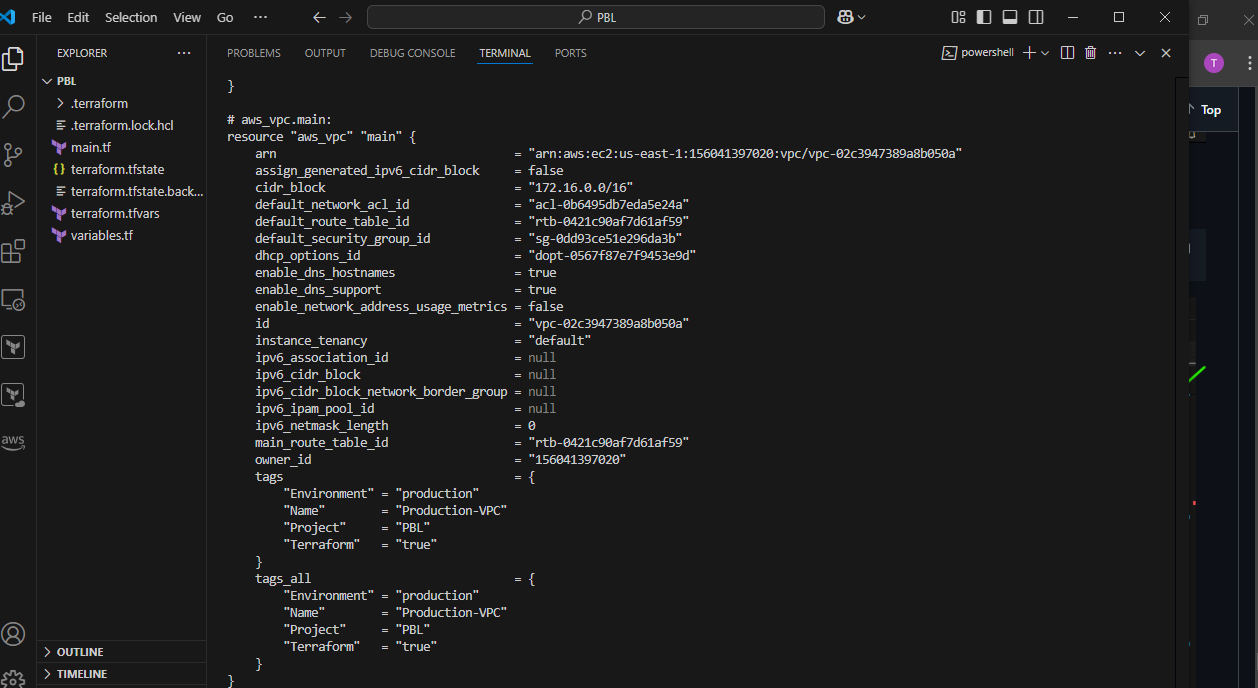 File Edit Selection View Go ··· PBL
EXPLORER ···
PROBLEMS OUTPUT DEBUG CONSOLE TERMINAL PORTS
powershell
T
Top
PBL
.terraform
.terraform.lock.hcl
main.tf
{} terraform.tfstate
terraform.tfstate.back...
terraform.tfvars
variables.tf
aws
OUTLINE
TIMELINE
}
# aws_vpc.main:
resource "aws_vpc" "main" {
    arn                                  = "arn:aws:ec2:us-east-1:156041397020:vpc/vpc-02c3947389a8b050a"
    assign_generated_ipv6_cidr_block     = false
    cidr_block                           = "172.16.0.0/16"
    default_network_acl_id               = "acl-0b6495db7eda5e24a"
    default_route_table_id               = "rtb-0421c90af7d61af59"
    default_security_group_id            = "sg-0dd93ce51e296da3b"
    dhcp_options_id                      = "dopt-0567f87e7f9453e9d"
    enable_dns_hostnames                 = true
    enable_dns_support                   = true
    enable_network_address_usage_metrics = false
    id                                   = "vpc-02c3947389a8b050a"
    instance_tenancy                     = "default"
    ipv6_association_id                  = null
    ipv6_cidr_block                      = null
    ipv6_cidr_block_network_border_group = null
    ipv6_ipam_pool_id                    = null
    ipv6_netmask_length                  = 0
    main_route_table_id                  = "rtb-0421c90af7d61af59"
    owner_id                             = "156041397020"
    tags                                 = {
        "Environment" = "production"
        "Name"        = "Production-VPC"
        "Project"     = "PBL"
        "Terraform"   = "true"
    }
    tags_all                             = {
        "Environment" = "production"
        "Name"        = "Production-VPC"
        "Project"     = "PBL"
        "Terraform"   = "true"
    }
}